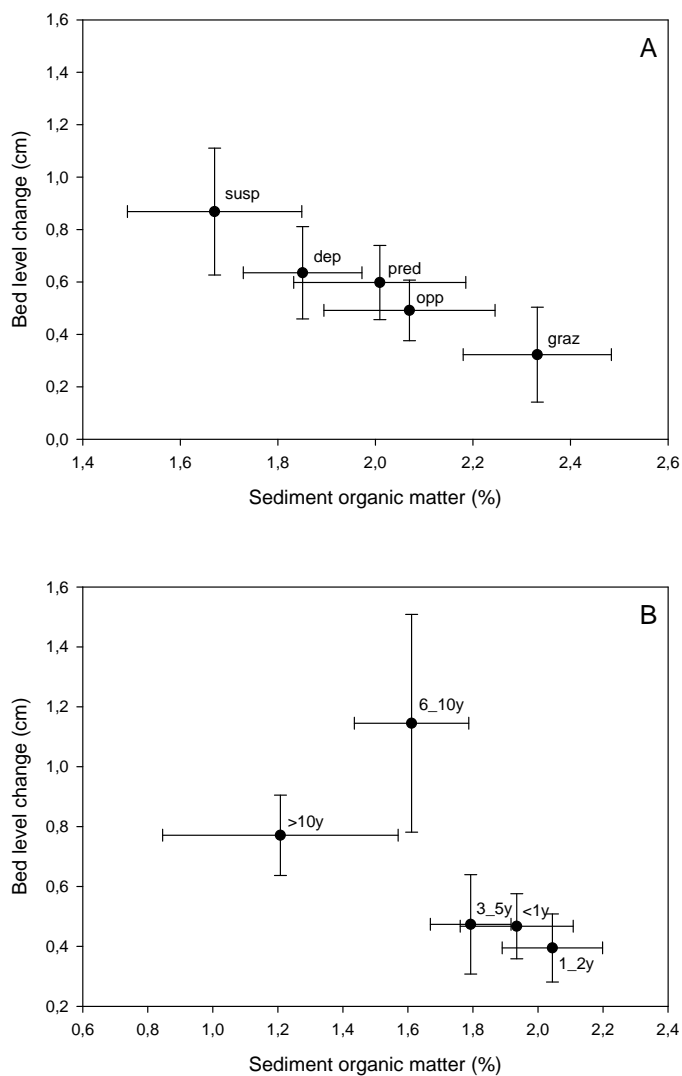 A
1,6
1,4
1,2
1,0
0,8
0,6
0,4
0,2
0,0
Bed level change (cm)
susp
dep
pred
opp
graz
1,4 1,6 1,8 2,0 2,2 2,4 2,6
Sediment organic matter (%)
B
1,6
1,4
1,2
1,0
0,8
0,6
0,4
0,2
Bed level change (cm)
6_10y
>10y
3_5y <1y
1_2y
0,6 0,8 1,0 1,2 1,4 1,6 1,8 2,0 2,2 2,4
Sediment organic matter (%)